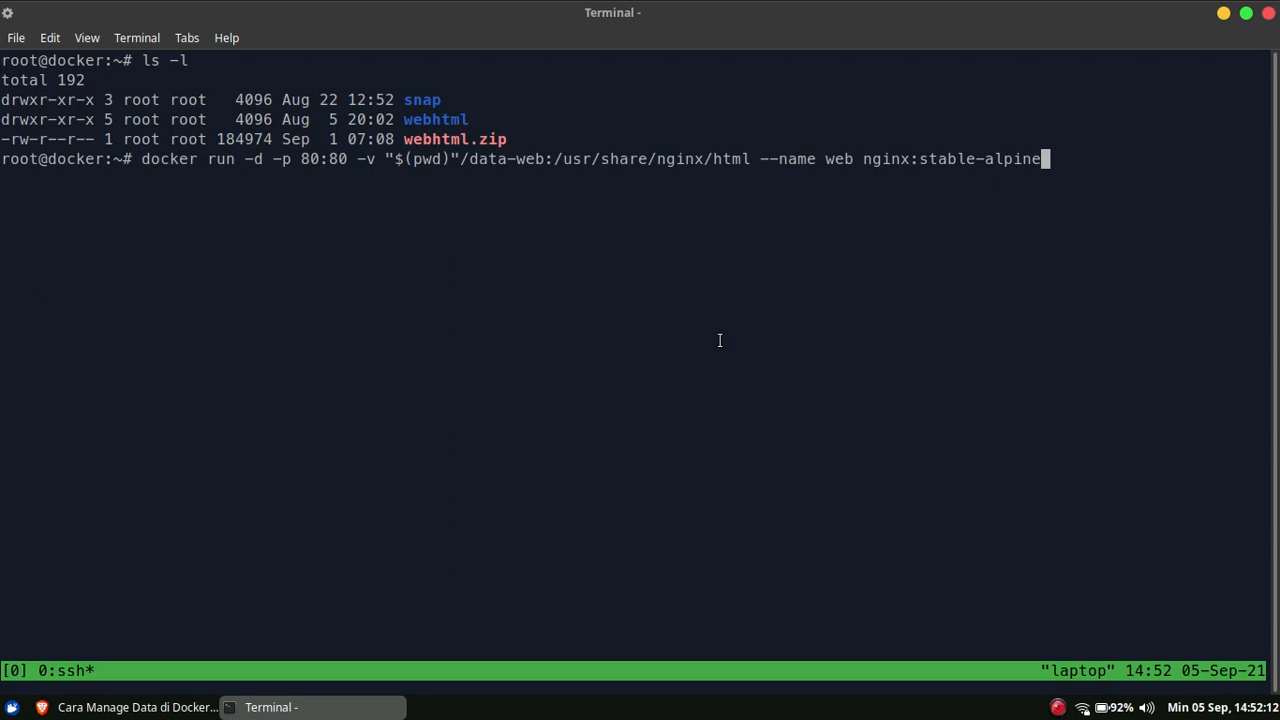 Terminal -
File Edit View Terminal Tabs Help
root@docker:~# ls -l
total 192
drwxr-xr-x 3 root root   4096 Aug 22 12:52 snap
drwxr-xr-x 5 root root   4096 Aug  5 20:02 webhtml
-rw-r--r-- 1 root root 184974 Sep  1 07:08 webhtml.zip
root@docker:~# docker run -d -p 80:80 -v "$(pwd)"/data-web:/usr/share/nginx/html --name web nginx:stable-alpine
[0] 0:ssh* "laptop" 14:52 05-Sep-21
Cara Manage Data di Docker... Terminal - 92% Min 05 Sep, 14:52:12